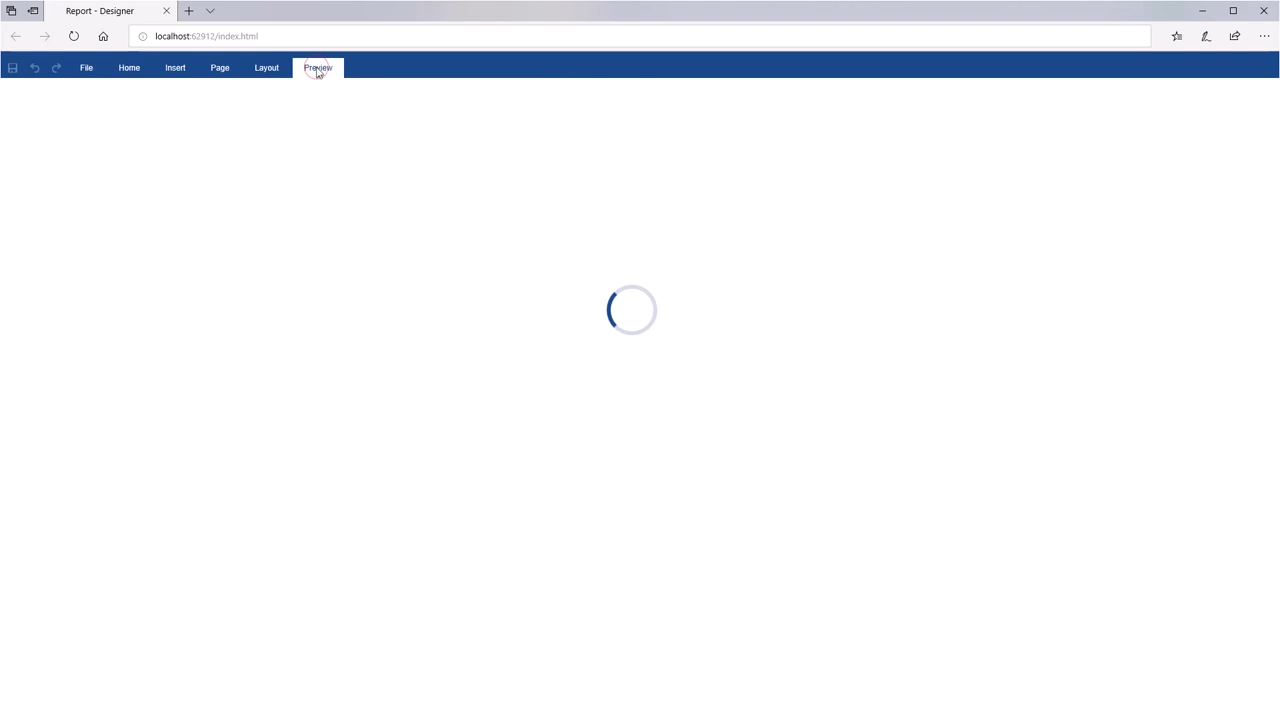 Report - Designer
localhost:62912/index.html
File Home Insert Page Layout Preview